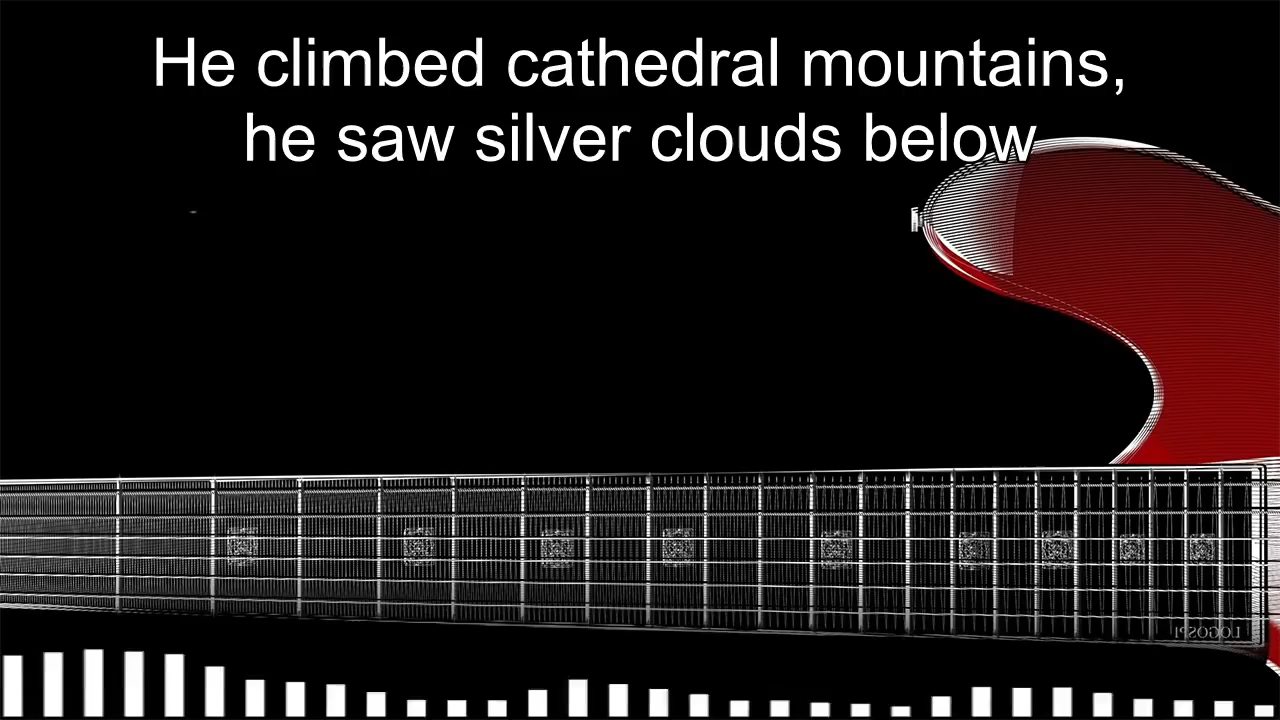 He climbed cathedral mountains,
he saw silver clouds below